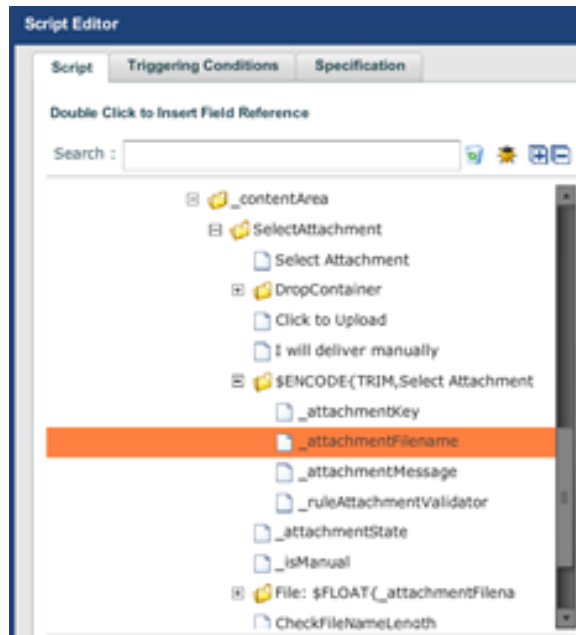 Script Editor
Script Triggering Conditions Specification
Double Click to Insert Field Reference
Search :
_contentArea
SelectAttachment
Select Attachment
DropContainer
Click to Upload
I will deliver manually
$ENCODE(TRIM,Select Attachment
_attachmentKey
_attachmentFilename
_attachmentMessage
_ruleAttachmentValidator
_attachmentState
_isManual
File: $FLOAT(_attachmentFilena
CheckFileNameLength